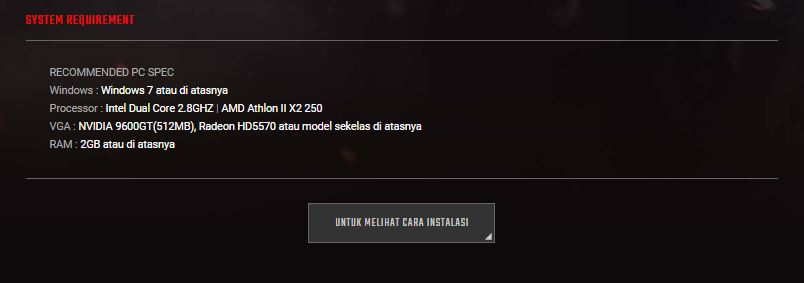 SYSTEM REQUIREMENT
RECOMMENDED PC SPEC
Windows : Windows 7 atau di atasnya
Processor : Intel Dual Core 2.8GHZ | AMD Athlon II X2 250
VGA : NVIDIA 9600GT(512MB), Radeon HD5570 atau model sekelas di atasnya
RAM : 2GB atau di atasnya
UNTUK MELIHAT CARA INSTALASI